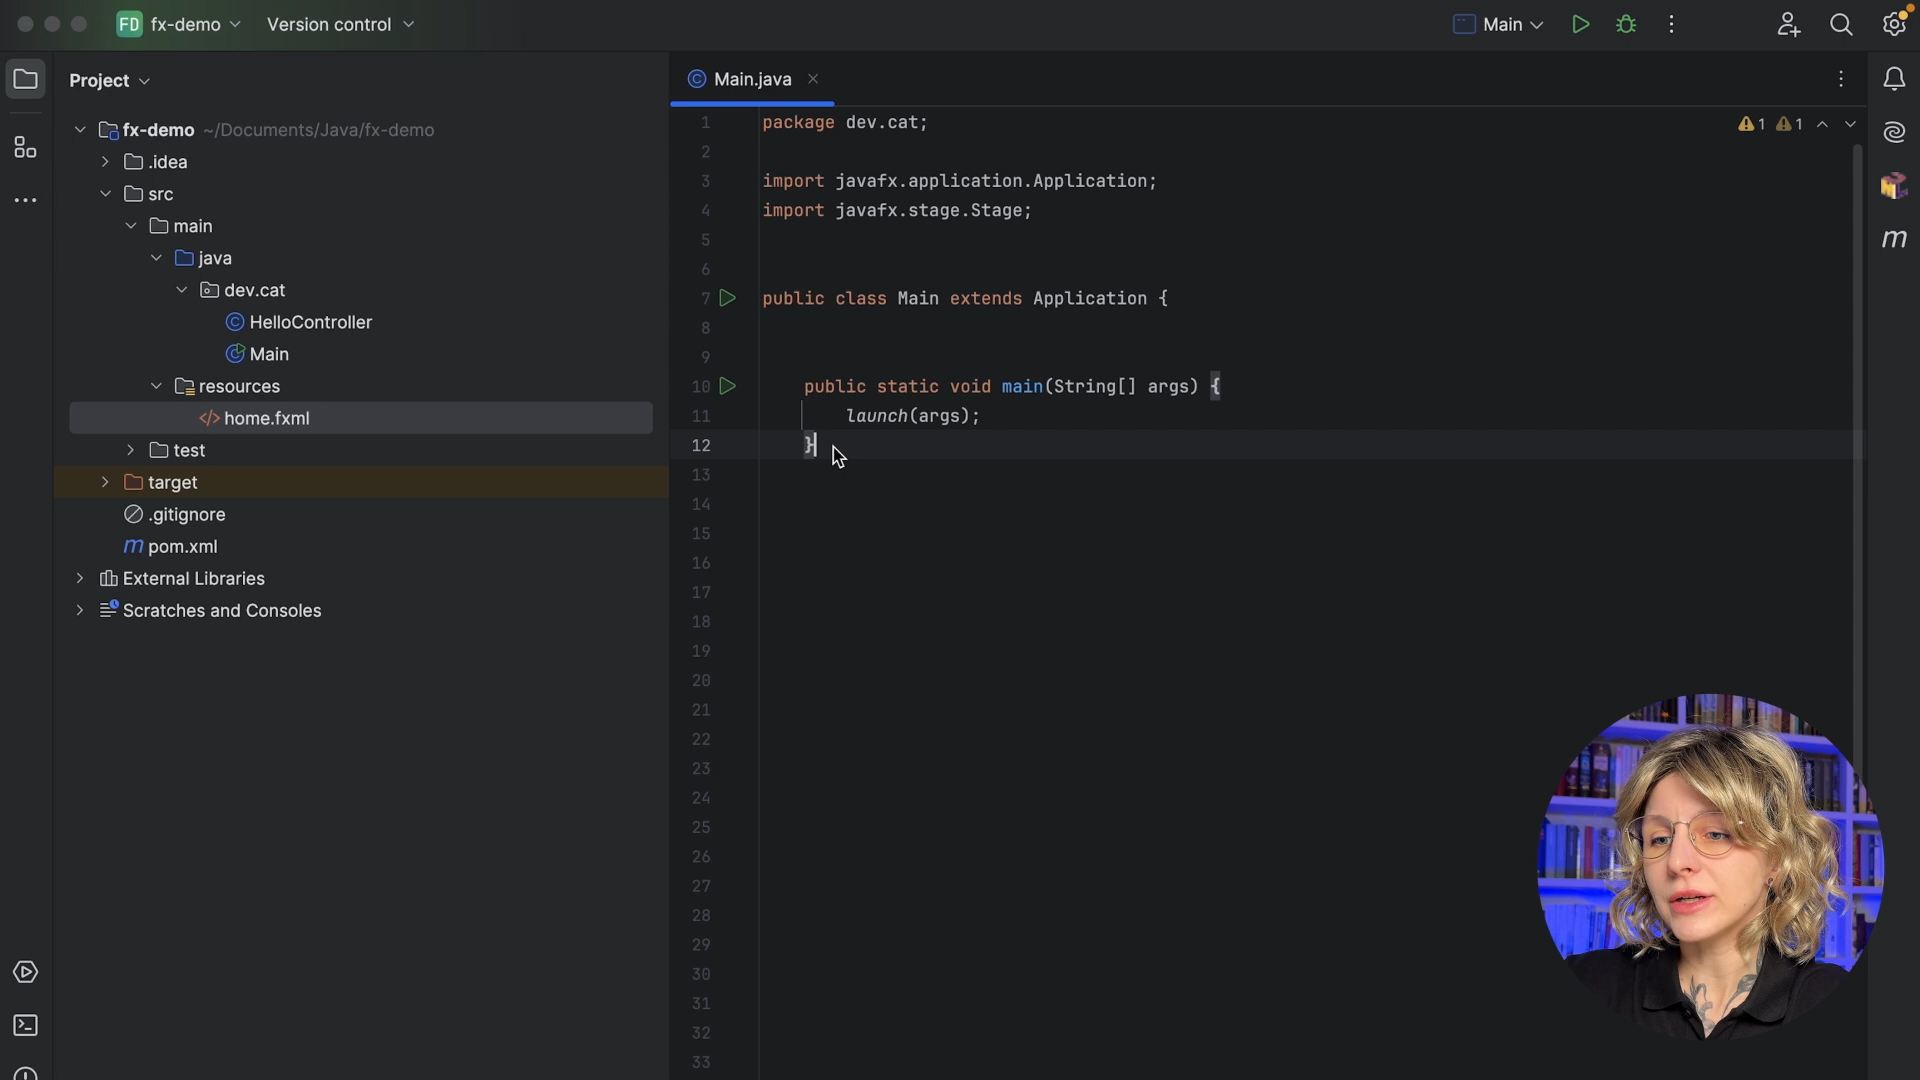 FD fx-demo Version control Main
Project
fx-demo ~/Documents/Java/fx-demo
.idea
src
main
java
dev.cat
HelloController
Main
resources
home.fxml
test
target
.gitignore
pom.xml
External Libraries
Scratches and Consoles
Main.java
1 package dev.cat;
2
3 import javafx.application.Application;
4 import javafx.stage.Stage;
5
6
7 public class Main extends Application {
8
9
10 public static void main(String[] args) {
11 launch(args);
12 }
13
14
15
16
17
18
19
20
21
22
23
24
25
26
27
28
29
30
31
32
33
1 1
m